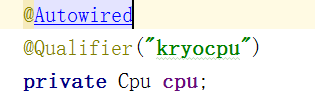 @Autowired
@Qualifier("kryocpu")
private Cpu cpu;